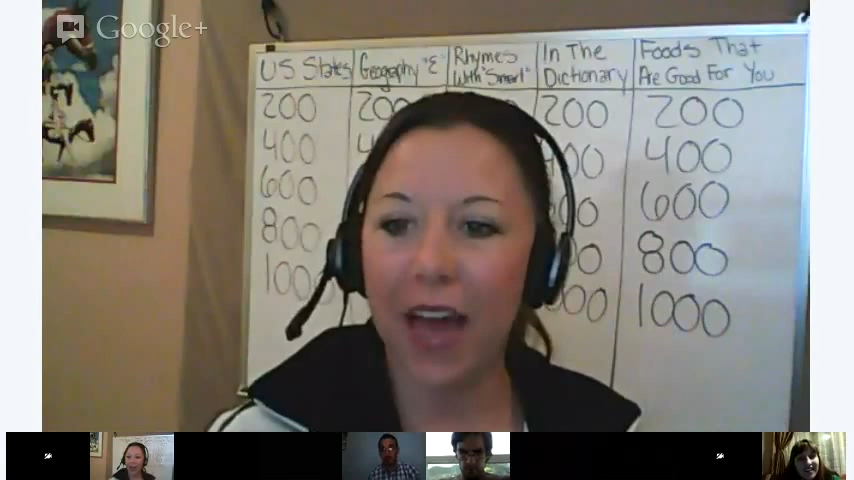 Google+
US States Geography "E" Rhymes With "Smart" In The Dictionary Foods That Are Good For You
200 200 200 200
400 400 400
600 600
800 800
1000 1000